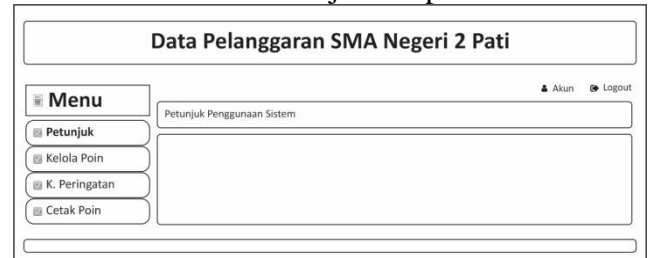 Data Pelanggaran SMA Negeri 2 Pati
Akun Logout
Menu
Petunjuk Penggunaan Sistem
Petunjuk
Kelola Poin
K. Peringatan
Cetak Poin